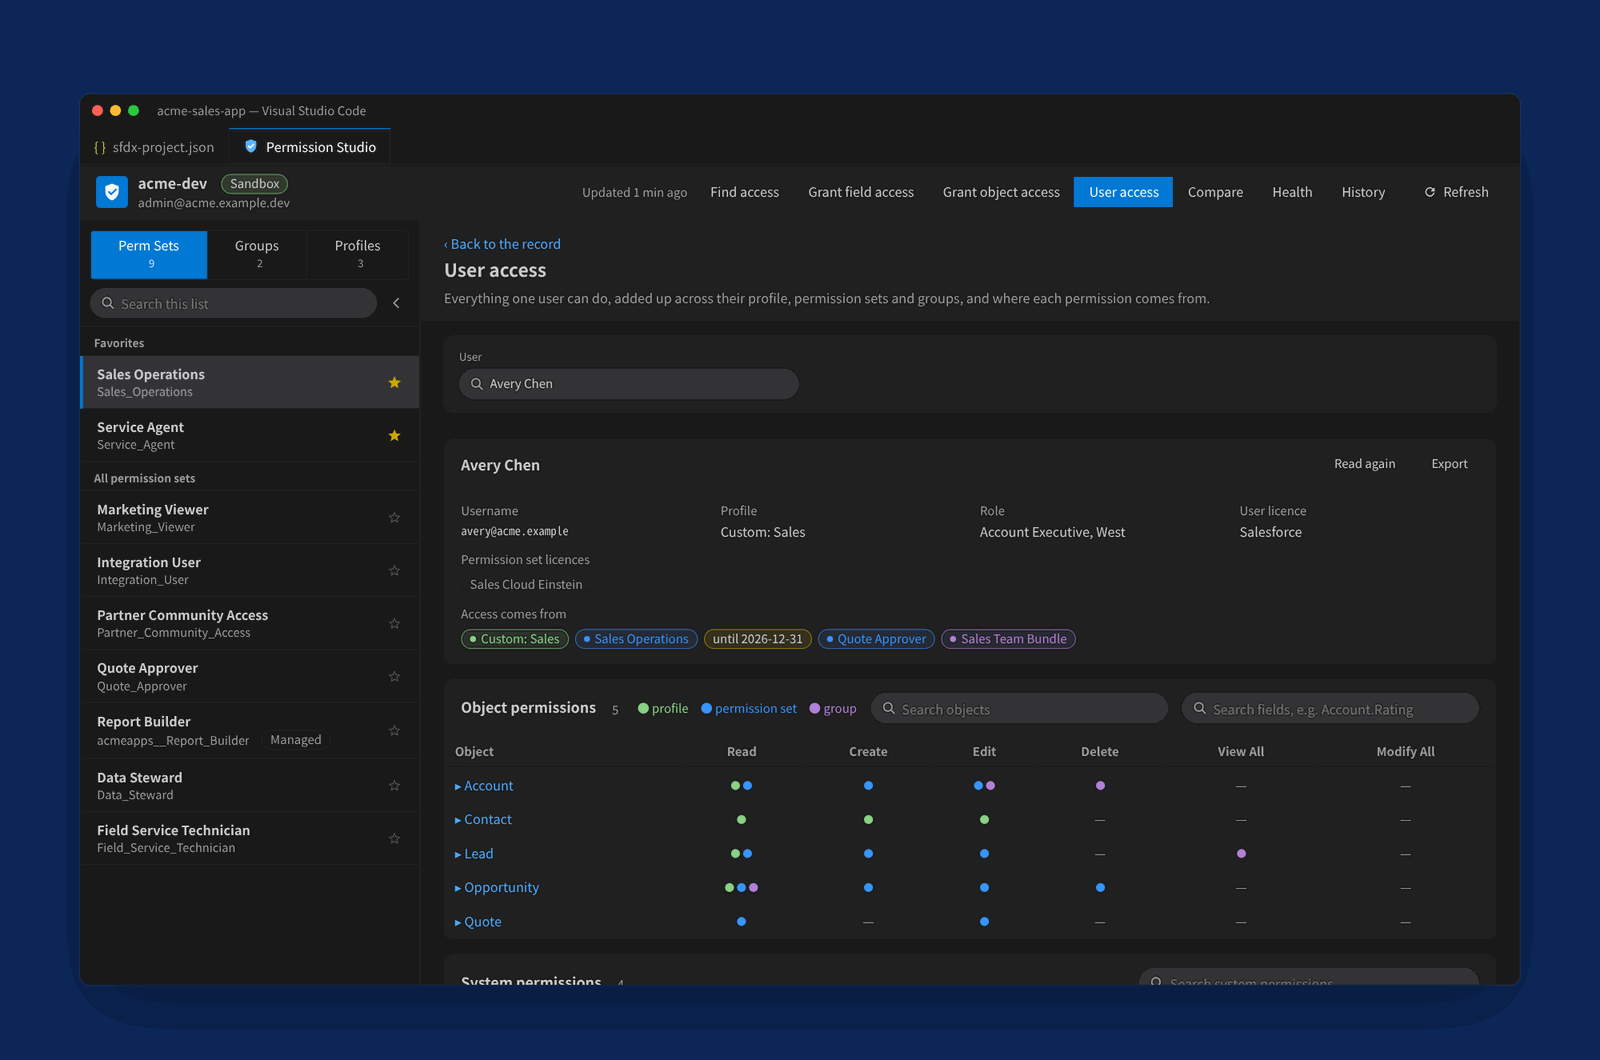 acme-sales-app — Visual Studio Code
{ } sfdx-project.json
Permission Studio
acme-dev Sandbox
admin@acme.example.dev
Updated 1 min ago Find access Grant field access Grant object access User access Compare Health History Refresh
Perm Sets Groups Profiles
9 2 3
Search this list
Favorites
Sales Operations
Sales_Operations
Service Agent
Service_Agent
All permission sets
Marketing Viewer
Marketing_Viewer
Integration User
Integration_User
Partner Community Access
Partner_Community_Access
Quote Approver
Quote_Approver
Report Builder
acmeapps__Report_Builder Managed
Data Steward
Data_Steward
Field Service Technician
Field_Service_Technician
‹ Back to the record
User access
Everything one user can do, added up across their profile, permission sets and groups, and where each permission comes from.
User
Avery Chen
Avery Chen Read again Export
Username Profile Role User licence
avery@acme.example Custom: Sales Account Executive, West Salesforce
Permission set licences
Sales Cloud Einstein
Access comes from
Custom: Sales Sales Operations until 2026-12-31 Quote Approver Sales Team Bundle
Object permissions 5 profile permission set group Search objects Search fields, e.g. Account.Rating
Object Read Create Edit Delete View All Modify All
▸ Account — —
▸ Contact — — —
▸ Lead — —
▸ Opportunity — —
▸ Quote — — — —
System permissions 4 Search system permissions